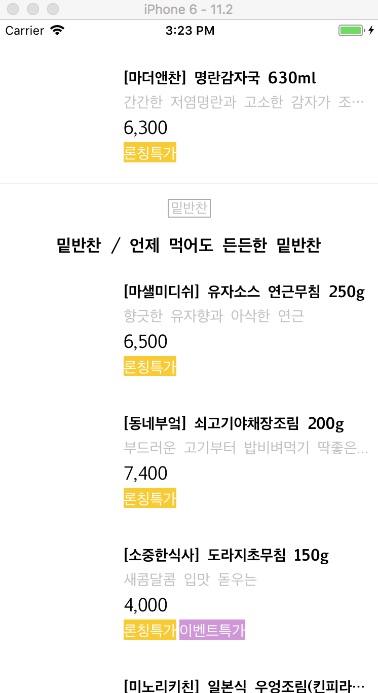 iPhone 6 - 11.2
Carrier 3:23 PM
[마더앤찬] 명란감자국 630ml
간간한 저염명란과 고소한 감자가 조…
6,300
론칭특가
밑반찬
밑반찬 / 언제 먹어도 든든한 밑반찬
[마샐미디쉬] 유자소스 연근무침 250g
향긋한 유자향과 아삭한 연근
6,500
론칭특가
[동네부엌] 쇠고기야채장조림 200g
부드러운 고기부터 밥비벼먹기 딱좋은…
7,400
론칭특가
[소중한식사] 도라지초무침 150g
새콤달콤 입맛 돋우는
4,000
론칭특가 이벤트특가
[미노리키친] 일본식 우엉조림(킨피라…